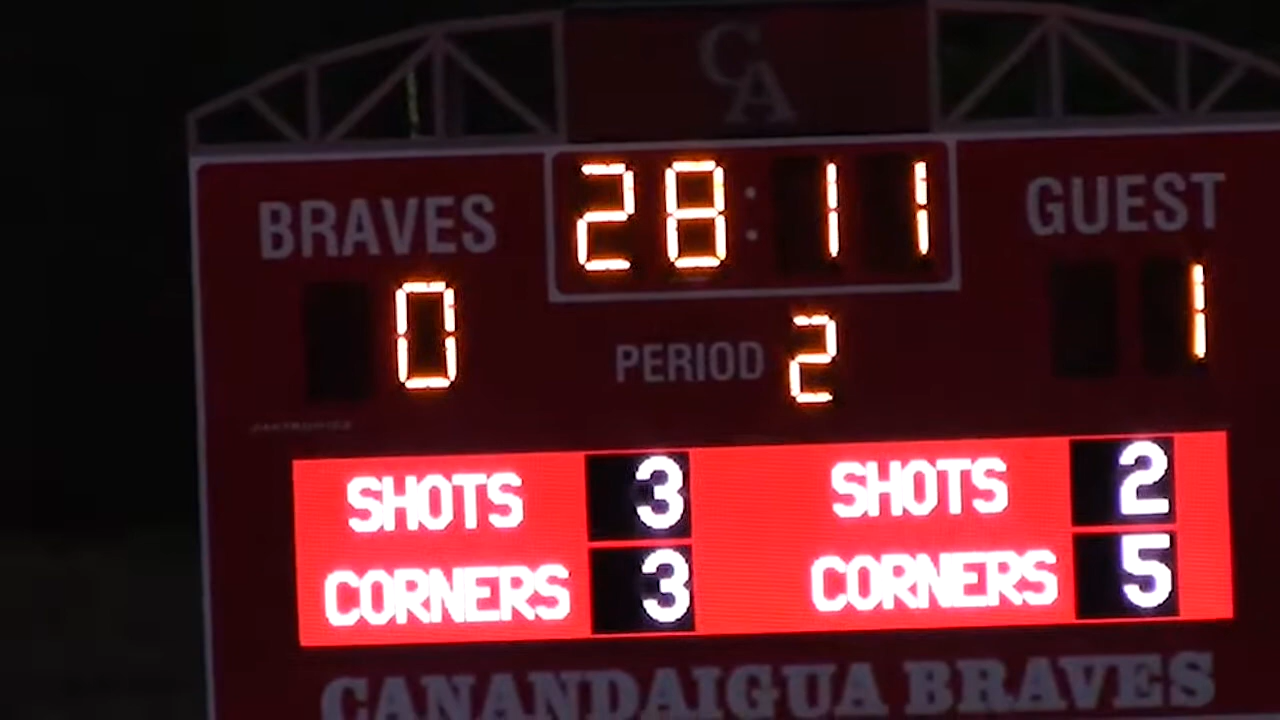 CA
28:11
BRAVES GUEST
0 PERIOD 2 1
DAKTRONICS
SHOTS 3 SHOTS 2
CORNERS 3 CORNERS 5
CANANDAIGUA BRAVES